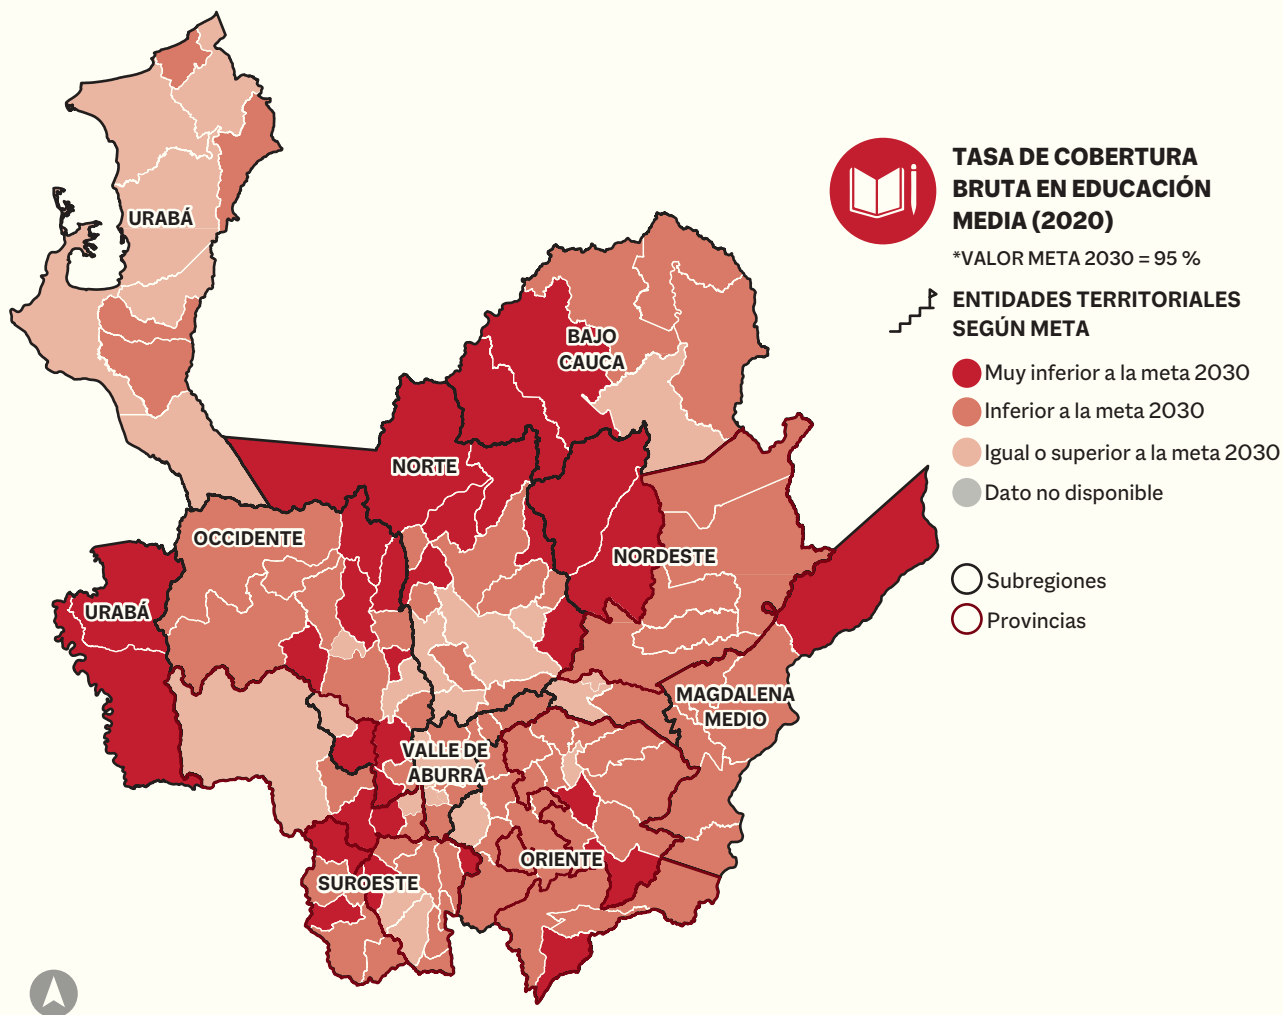 TASA DE COBERTURA
BRUTA EN EDUCACIÓN
MEDIA (2020)
*VALOR META 2030 = 95 %
ENTIDADES TERRITORIALES
SEGÚN META
Muy inferior a la meta 2030
Inferior a la meta 2030
Igual o superior a la meta 2030
Dato no disponible
Subregiones
Provincias
URABÁ
BAJO
CAUCA
NORTE
OCCIDENTE
NORDESTE
URABÁ
MAGDALENA
MEDIO
VALLE DE
ABURRÁ
ORIENTE
SUROESTE